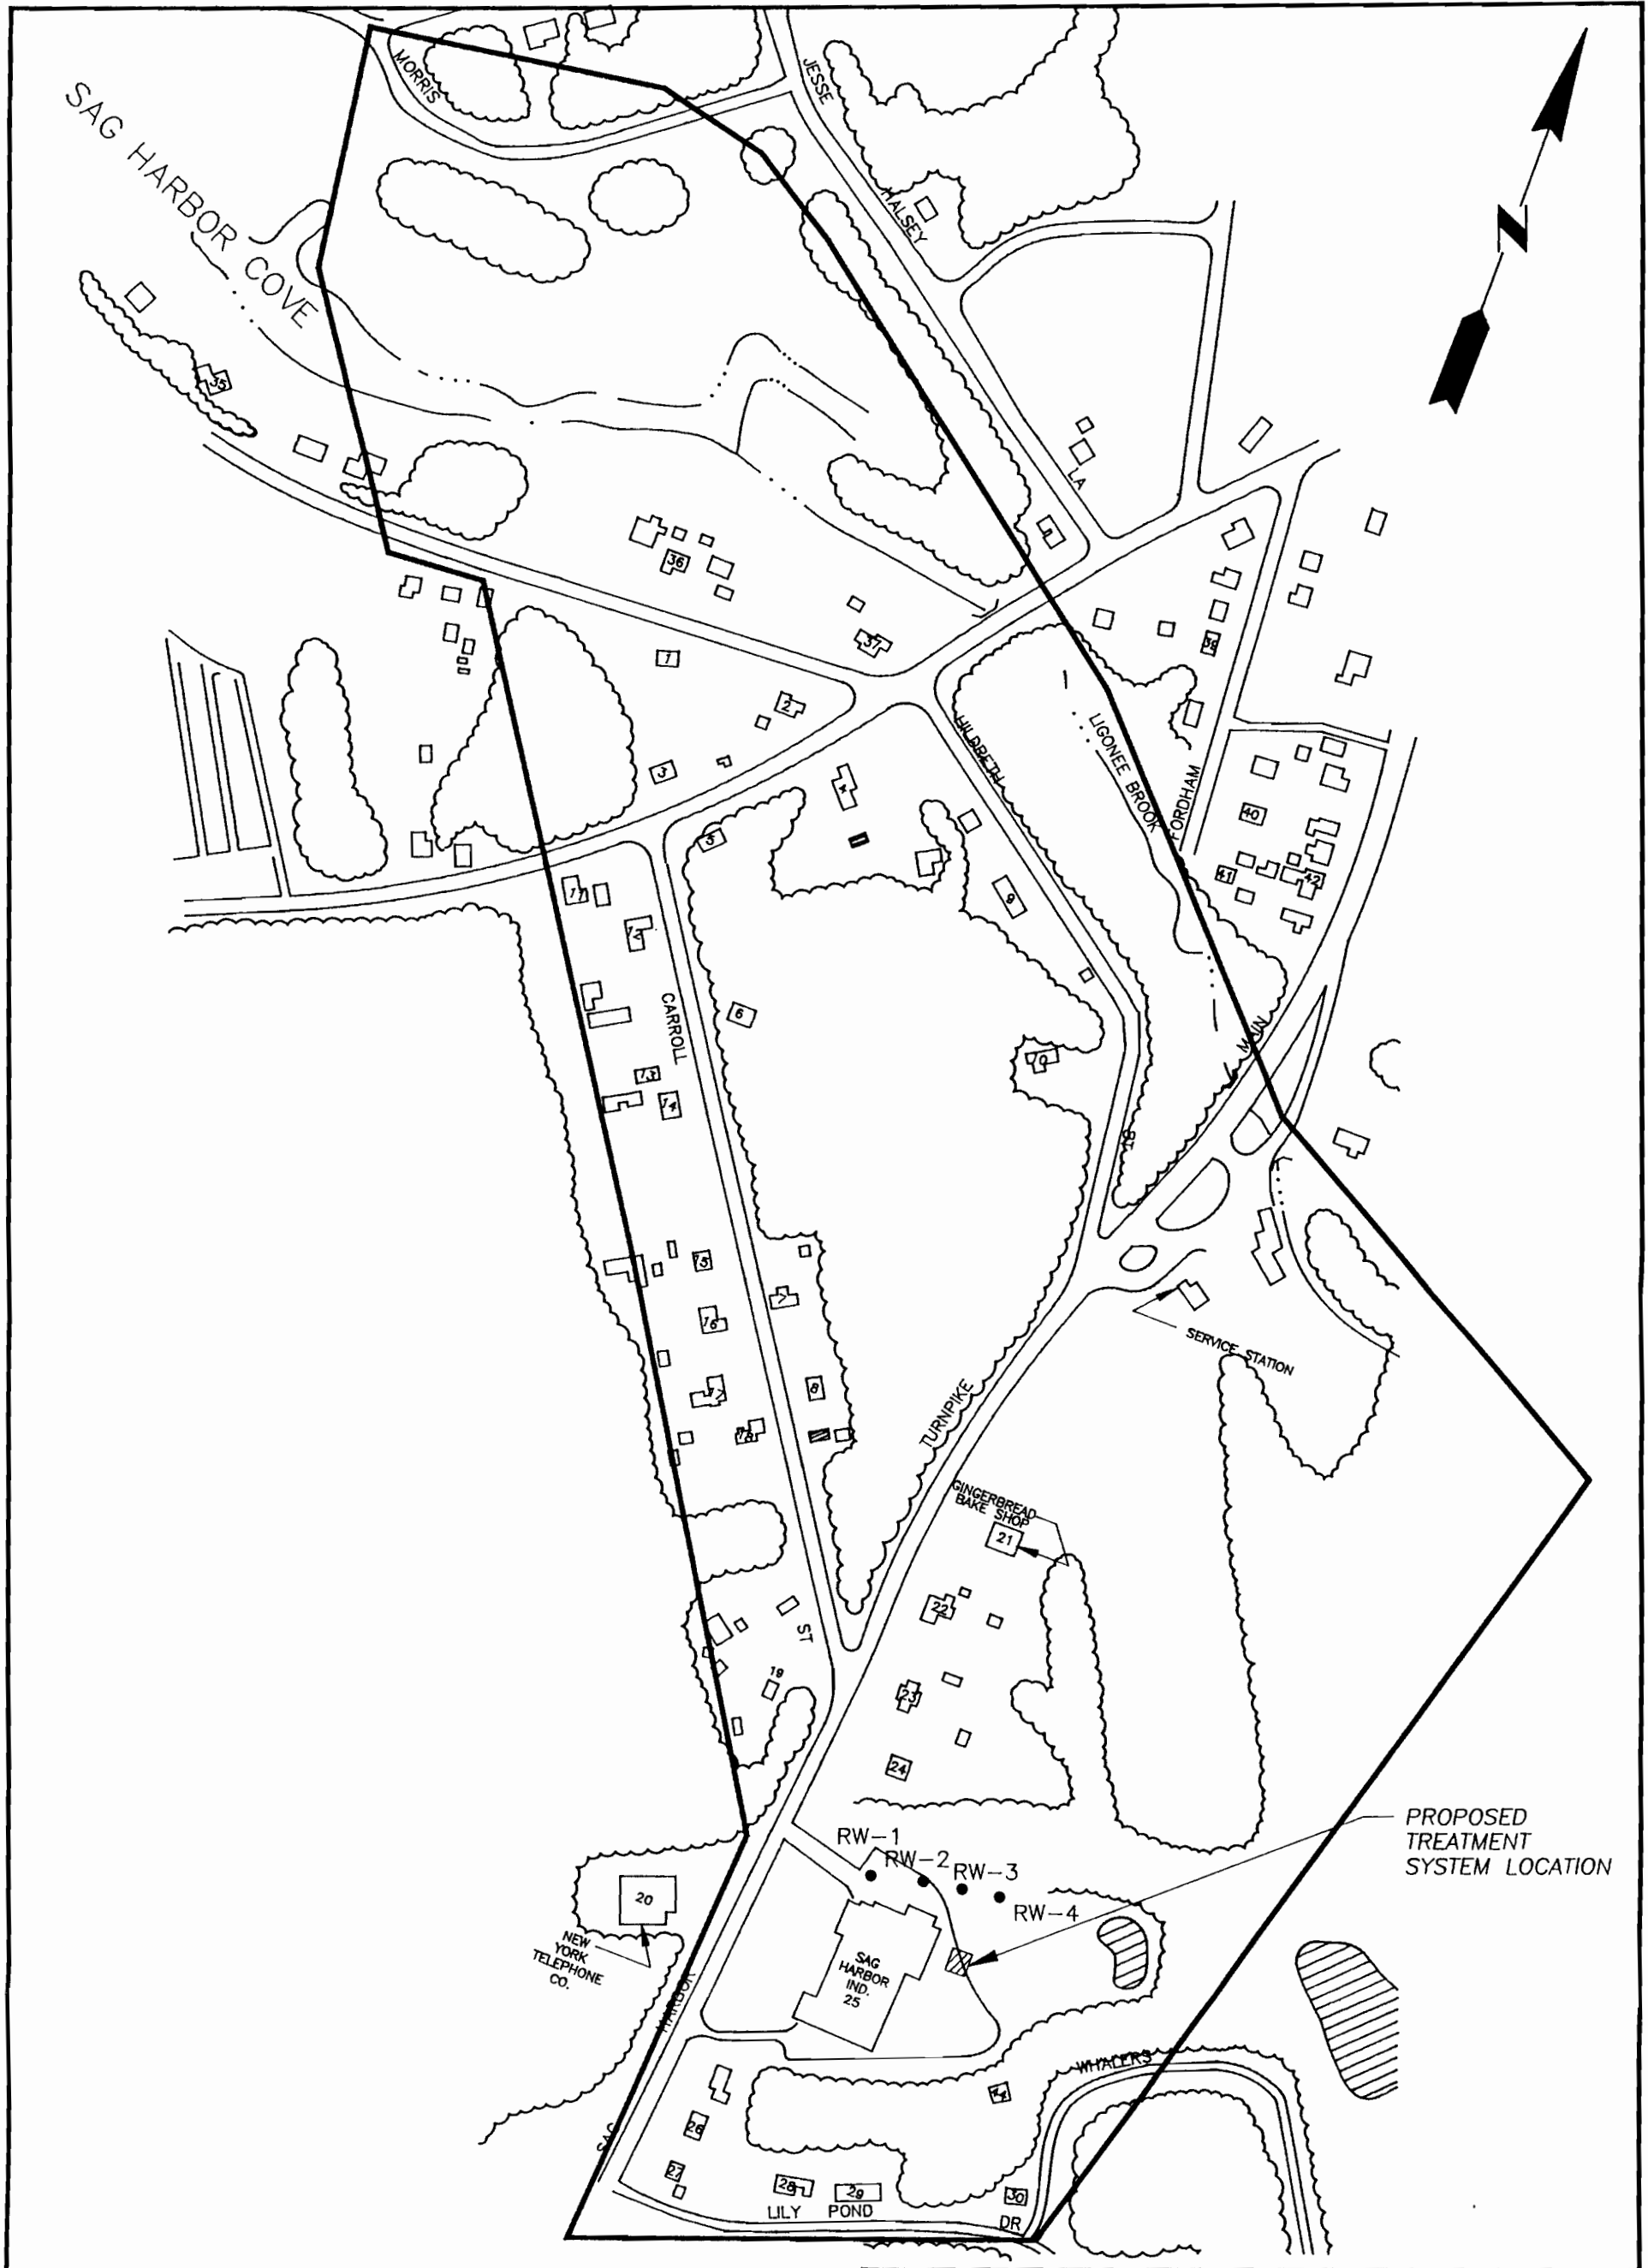 MORRIS
JESSE
SAG HARBOR COVE
HALSEY
N
35
LA
36
37
38
1
2
HILDRETH
LIGONEE BROOK
3
FORDHAM
4
40
5
41
42
11
9
12
CARROLL
6
MAIN
10
13
14
ST
15
7
16
SERVICE STATION
17
8
18
TURNPIKE
GINGERBREAD
BAKE SHOP
21
22
ST
19
23
24
PROPOSED
TREATMENT
SYSTEM LOCATION
RW-1
RW-2
RW-3
RW-4
20
NEW
YORK
TELEPHONE
CO.
SAG
HARBOR
IND.
25
HARBOR
WHALERS
26
SAG
27
28
29
30
LILY POND
DR